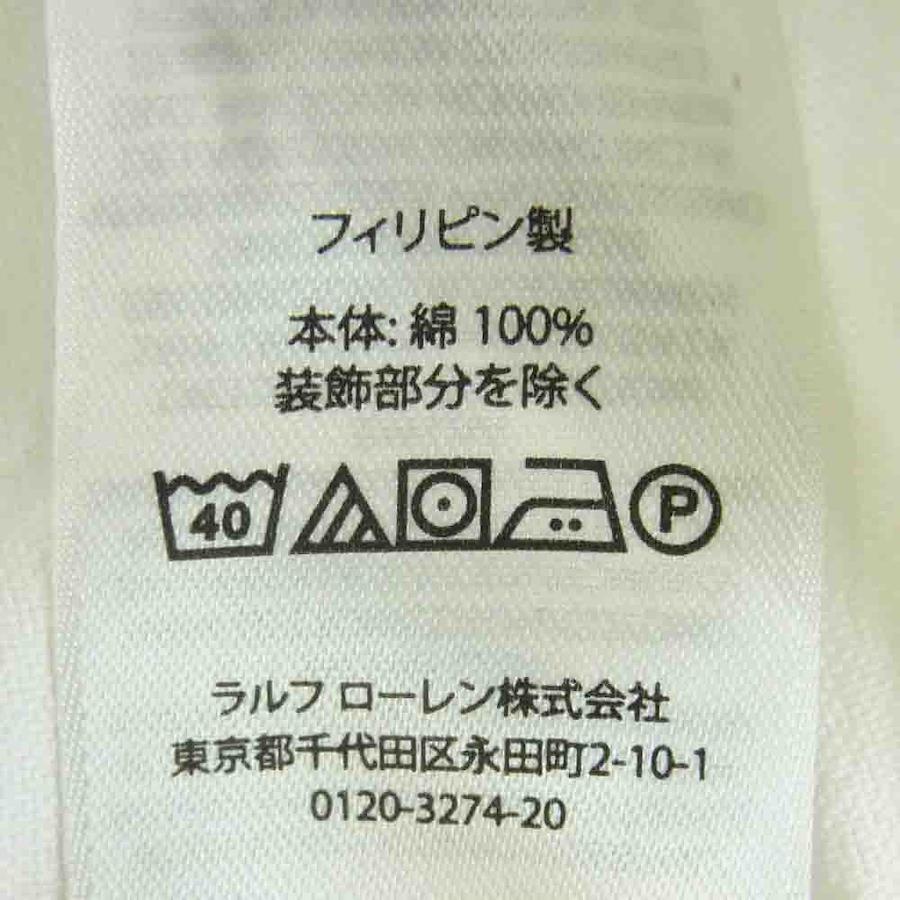 フィリピン製
本体: 綿 100%
装飾部分を除く
40 P
ラルフ ローレン株式会社
東京都千代田区永田町2-10-1
0120-3274-20